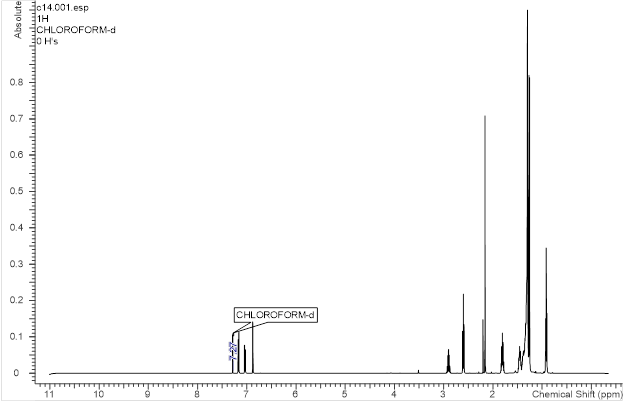 c14.001.esp
1H
CHLOROFORM-d
0 H's
Absolute
0.8
0.7
0.6
0.5
0.4
0.3
0.2
0.1
0
CHLOROFORM-d
11 10 9 8 7 6 5 4 3 2 Chemical Shift (ppm)